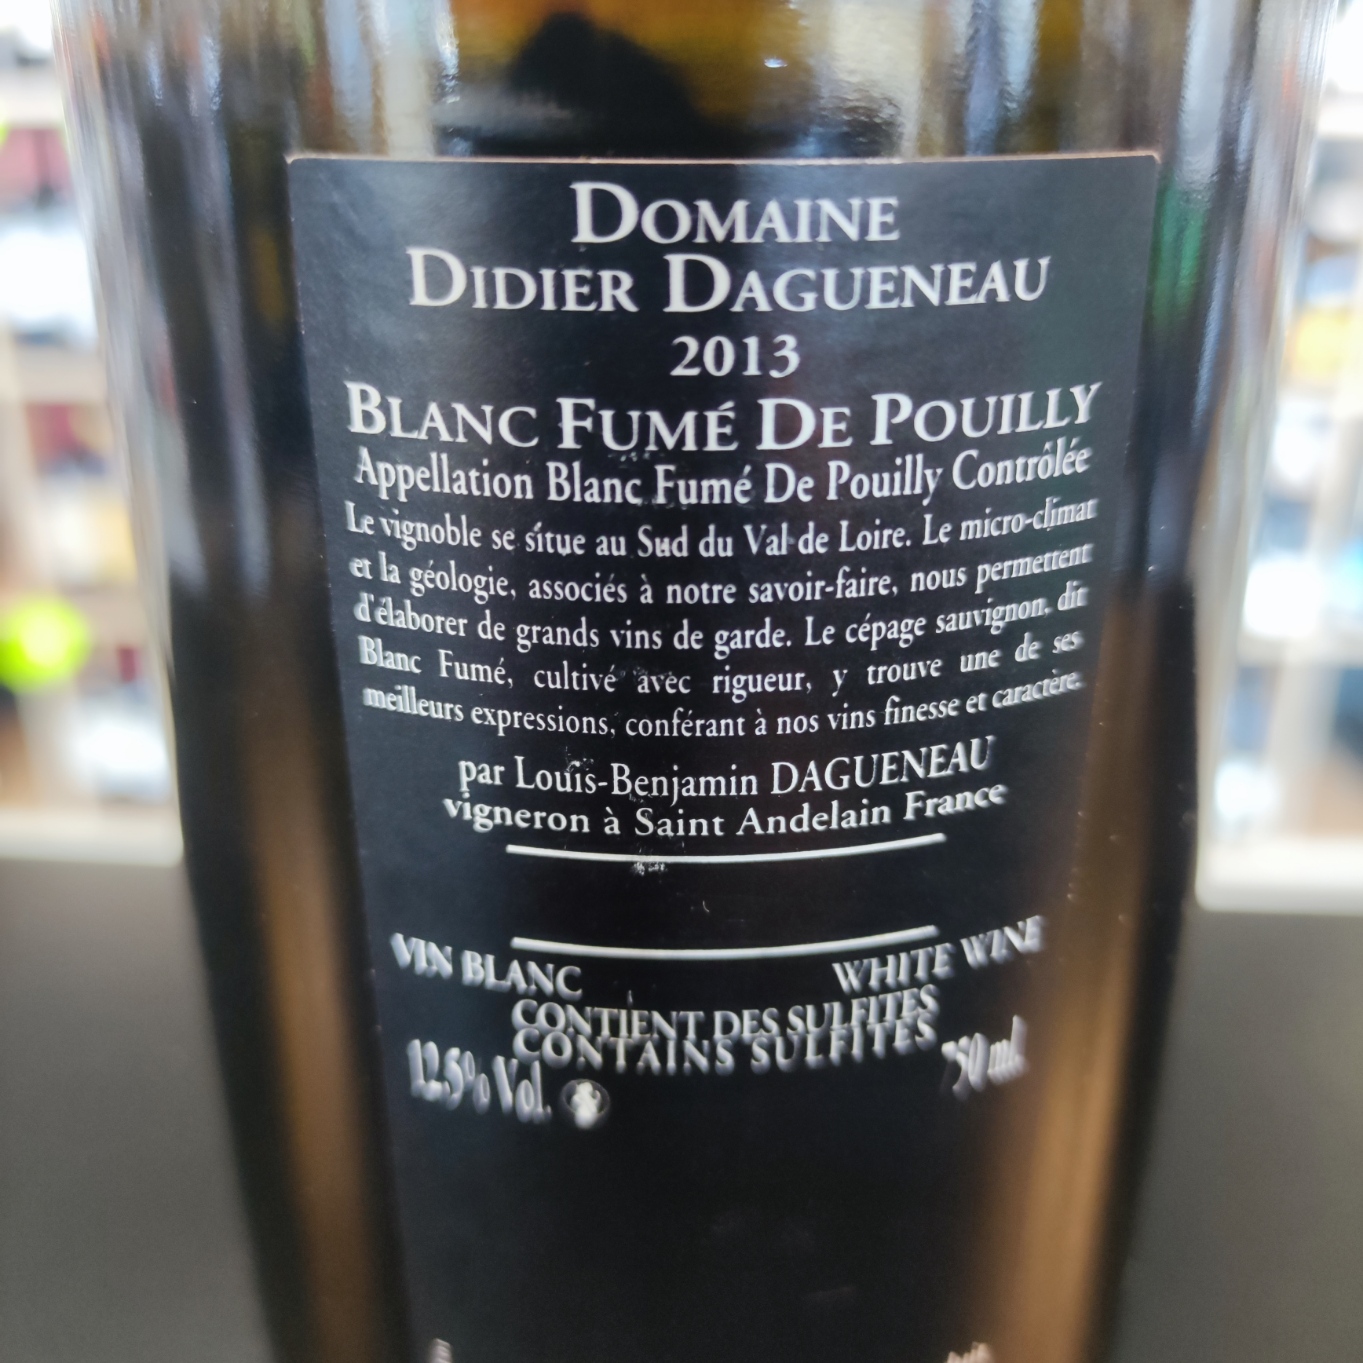 DOMAINE
DIDIER DAGUENEAU
2013
BLANC FUMÉ DE POUILLY
Appellation Blanc Fumé De Pouilly Contrôlée
Le vignoble se situe au Sud du Val de Loire. Le micro-climat
et la géologie, associés à notre savoir-faire, nous permettent
d'élaborer de grands vins de garde. Le cépage sauvignon, dit
Blanc Fumé, cultivé avec rigueur, y trouve une de ses
meilleurs expressions, conférant à nos vins finesse et caractère.
par Louis-Benjamin DAGUENEAU
vigneron à Saint Andelain France
VIN BLANC WHITE WINE
CONTIENT DES SULFITES
CONTAINS SULFITES
12.5% Vol. 750 ml